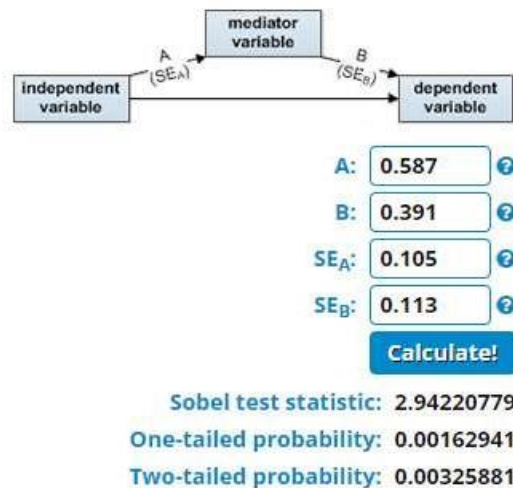 mediator
variable
A
(SEA)
B
(SEB)
independent
variable
dependent
variable
A: 0.587 ?
B: 0.391 ?
SEA: 0.105 ?
SEB: 0.113 ?
Calculate!
Sobel test statistic: 2.94220779
One-tailed probability: 0.00162941
Two-tailed probability: 0.00325881